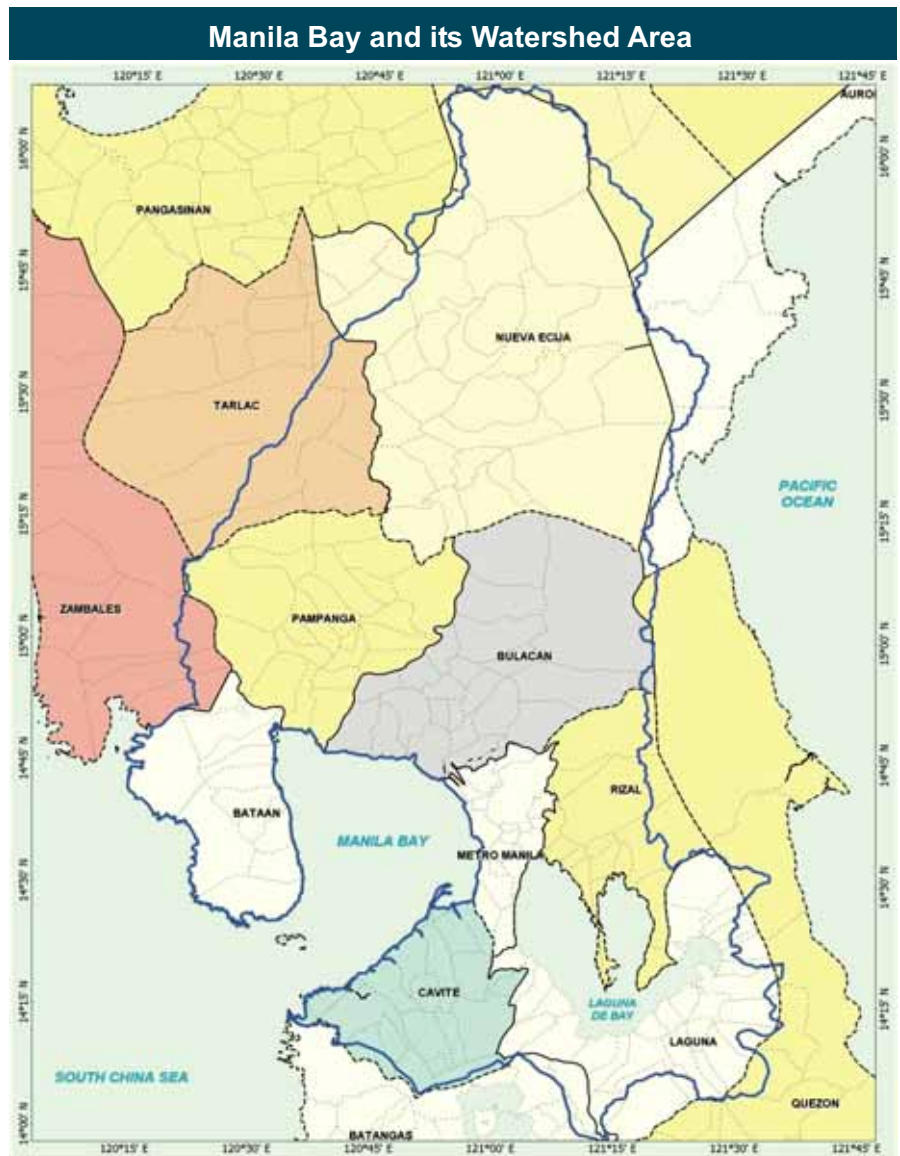 Manila Bay and its Watershed Area
120°15' E 120°30' E 120°45' E 121°00' E 121°15' E 121°30' E 121°45' E
AURO
16°00' N
16°00' N
PANGASINAN
15°45' N
15°45' N
NUEVA ECIJA
15°30' N
TARLAC
15°30' N
PACIFIC
OCEAN
15°15' N
15°15' N
ZAMBALES
PAMPANGA
15°00' N
15°00' N
BULACAN
14°45' N
14°45' N
RIZAL
BATAAN
MANILA BAY
METRO MANILA
14°30' N
14°30' N
CAVITE
14°15' N
LAGUNA
DE BAY
14°15' N
LAGUNA
SOUTH CHINA SEA
QUEZON
14°00' N
14°00' N
BATANGAS
120°15' E 120°30' E 120°45' E 121°00' E 121°15' E 121°30' E 121°45' E